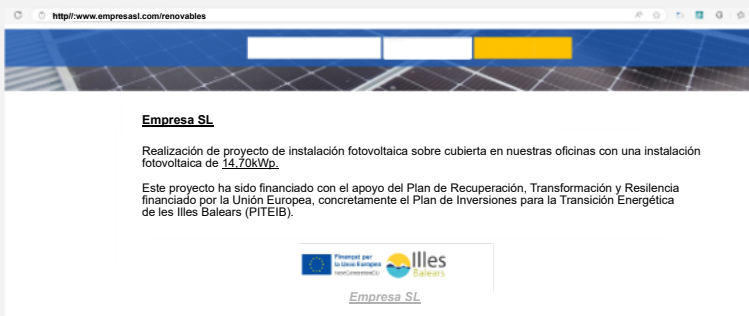 http//:www.empresasl.com/renovables
Empresa SL
Realización de proyecto de instalación fotovoltaica sobre cubierta en nuestras oficinas con una instalación
fotovoltaica de 14,70kWp.
Este proyecto ha sido financiado con el apoyo del Plan de Recuperación, Transformación y Resilencia
financiado por la Unión Europea, concretamente el Plan de Inversiones para la Transición Energética
de les Illes Balears (PITEIB).
Finançat per
la Unió Europea
NextGenerationEU
Illes
Balears
Empresa SL